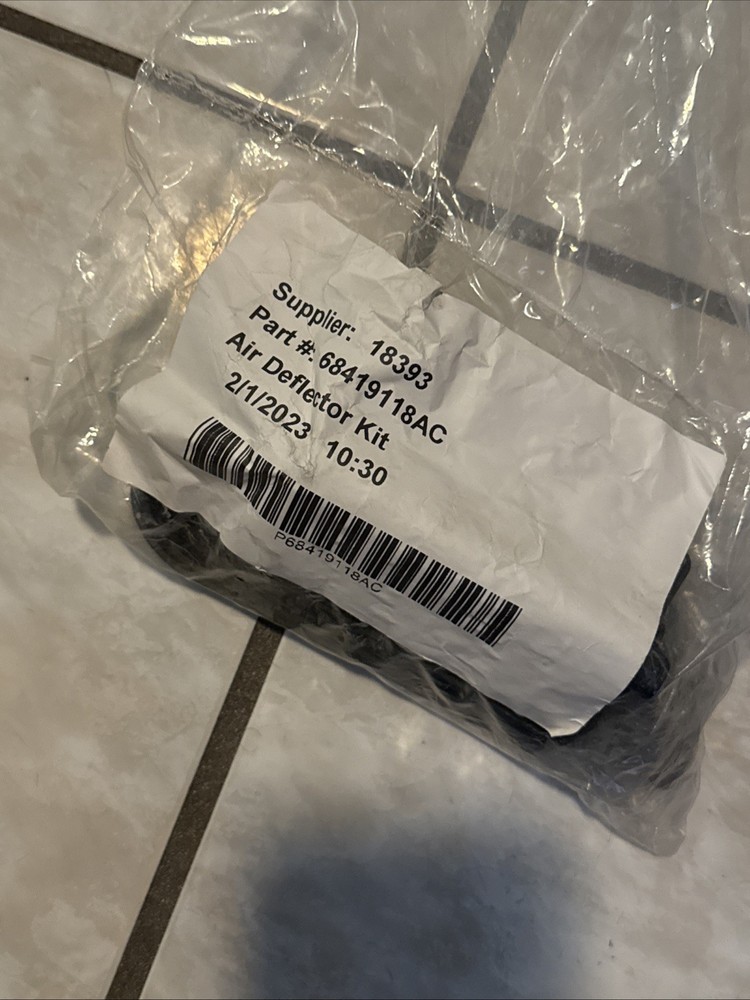 Supplier: 18393
Part #: 68419118AC
Air Deflector Kit
2/1/2023 10:30
P68419118AC